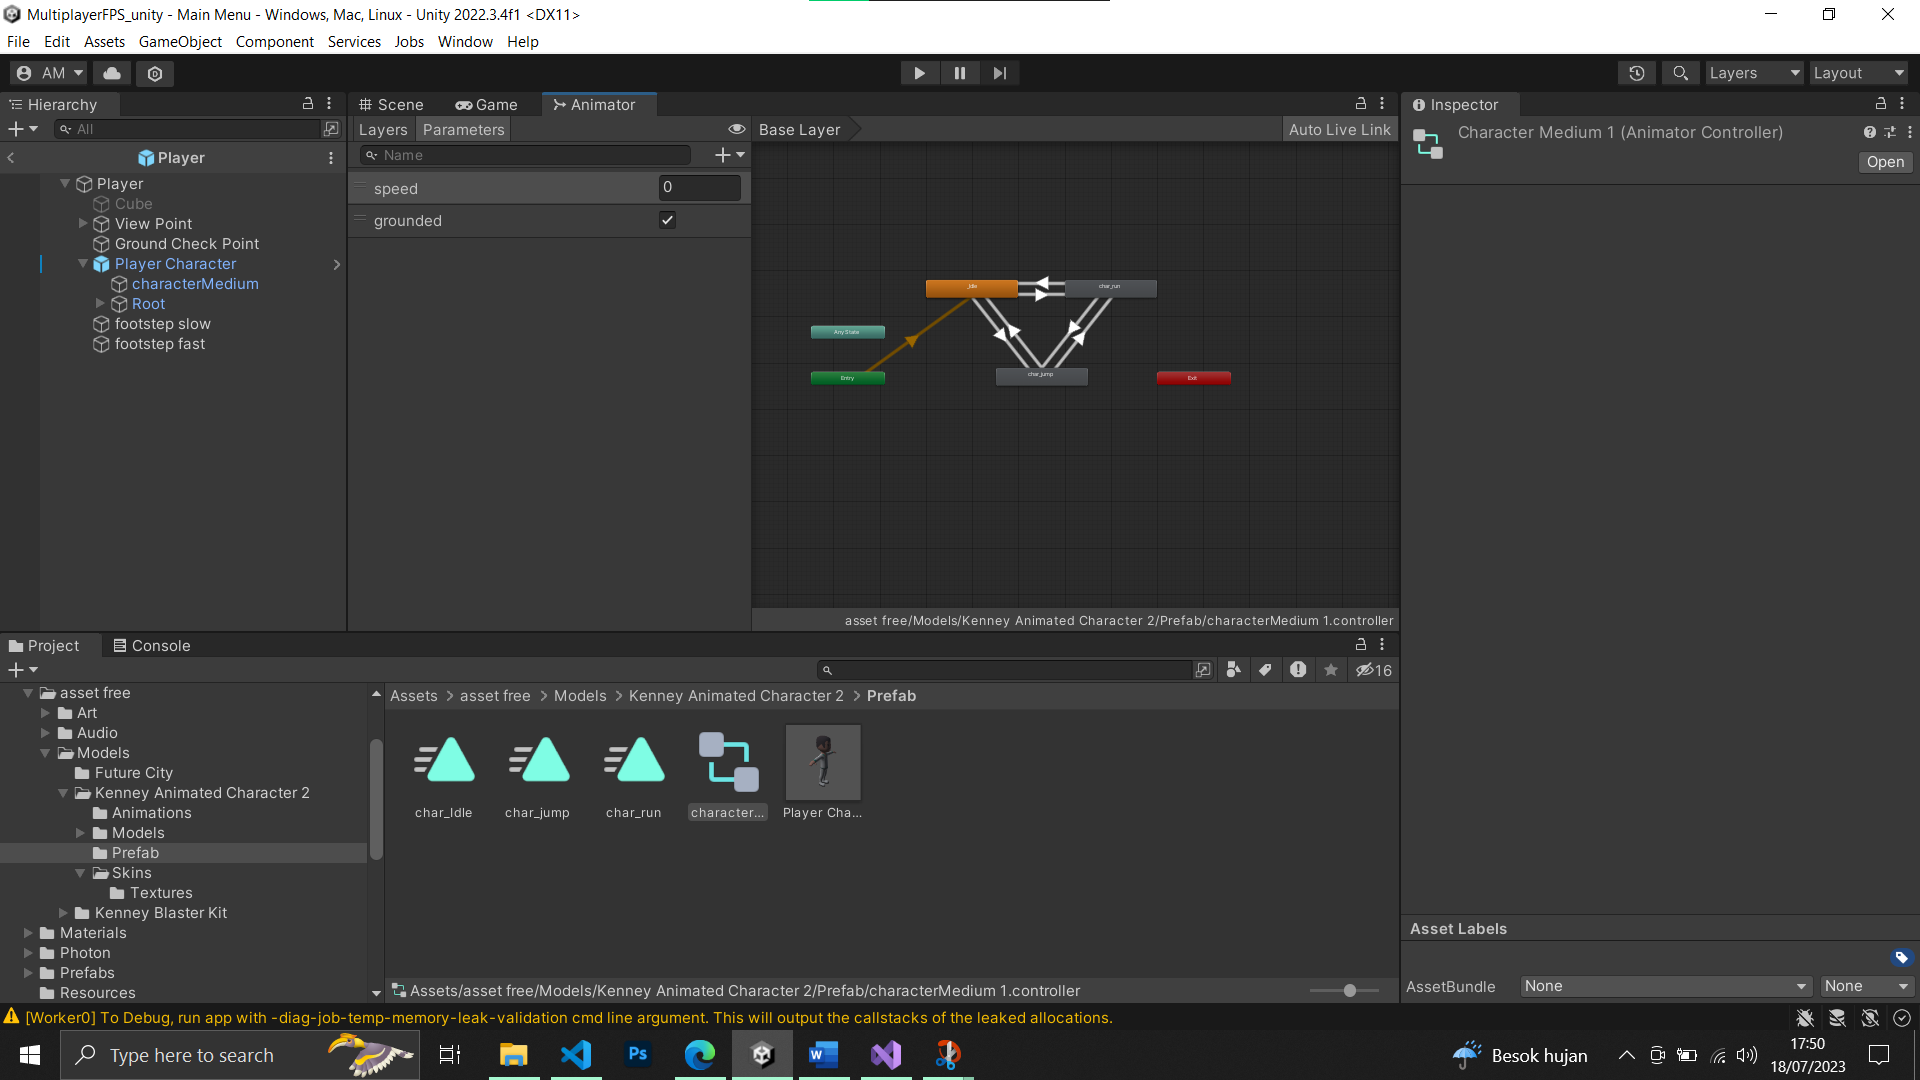 MultiplayerFPS_unity - Main Menu - Windows, Mac, Linux - Unity 2022.3.4f1 <DX11>
File Edit Assets GameObject Component Services Jobs Window Help
AM Layers Layout
Hierarchy
All
Player
Player
Cube
View Point
Ground Check Point
Player Character
characterMedium
Root
footstep slow
footstep fast
Scene Game Animator
Layers Parameters Base Layer Auto Live Link
Name
speed 0
grounded
_Idle
char_run
Any State
Entry
char_jump
Exit
asset free/Models/Kenney Animated Character 2/Prefab/characterMedium 1.controller
Inspector
Character Medium 1 (Animator Controller)
Open
Asset Labels
AssetBundle None None
Project Console
16
asset free
Art
Audio
Models
Future City
Kenney Animated Character 2
Animations
Models
Prefab
Skins
Textures
Kenney Blaster Kit
Materials
Photon
Prefabs
Resources
Assets > asset free > Models > Kenney Animated Character 2 > Prefab
char_Idle char_jump char_run character... Player Cha...
Assets/asset free/Models/Kenney Animated Character 2/Prefab/characterMedium 1.controller
[Worker0] To Debug, run app with -diag-job-temp-memory-leak-validation cmd line argument. This will output the callstacks of the leaked allocations.
Type here to search
Ps
W
Besok hujan
17:50
18/07/2023